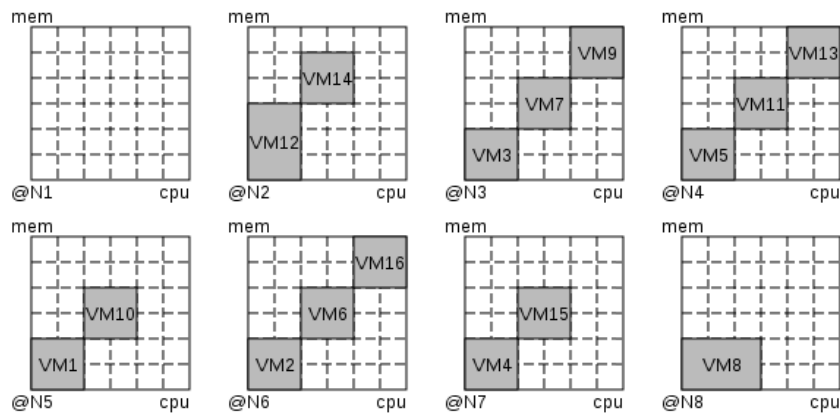 mem mem mem mem
VM9 VM13
VM14
VM7 VM11
VM12
VM3 VM5
@N1 cpu @N2 cpu @N3 cpu @N4 cpu
mem mem mem mem
VM16
VM10 VM6 VM15
VM1 VM2 VM4 VM8
@N5 cpu @N6 cpu @N7 cpu @N8 cpu